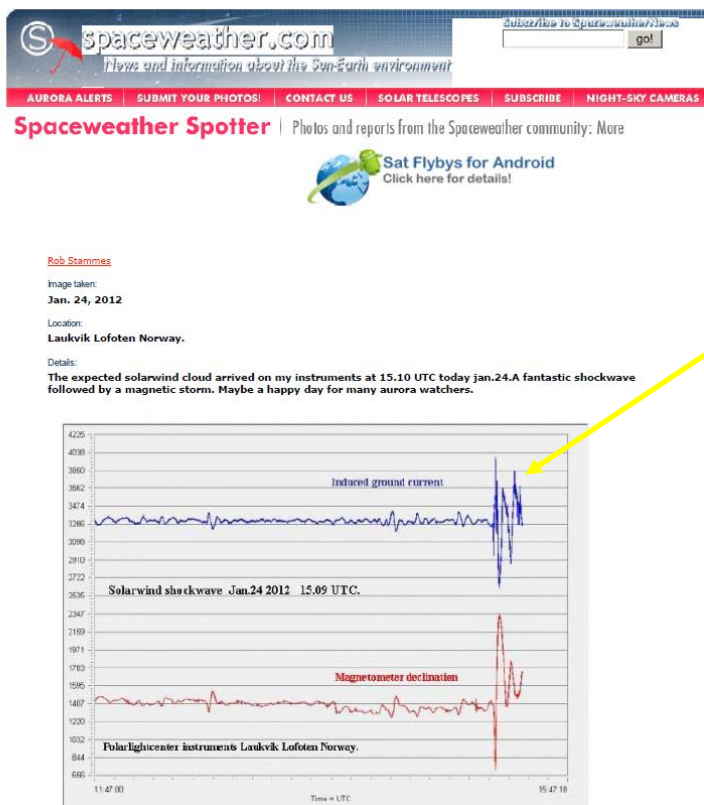 spaceweather.com
News and information about the Sun-Earth environment
Subscribe to SpaceweatherNews
go!
AURORA ALERTS SUBMIT YOUR PHOTOS! CONTACT US SOLAR TELESCOPES SUBSCRIBE NIGHT-SKY CAMERAS
Spaceweather Spotter | Photos and reports from the Spaceweather community: More
Sat Flybys for Android
Click here for details!
Rob Stammes
Image taken:
Jan. 24, 2012
Location:
Laukvik Lofoten Norway.
Details:
The expected solarwind cloud arrived on my instruments at 15.10 UTC today jan.24.A fantastic shockwave
followed by a magnetic storm. Maybe a happy day for many aurora watchers.
4225
4038
3850
3662
3474
3286
3098
2910
2722
2535
2347
2159
1971
1783
1595
1407
1220
1032
844
656
Induced ground current
Solarwind shockwave Jan.24 2012 15.09 UTC.
Magnetometer declination
Polarlightcenter instruments Laukvik Lofoten Norway.
11:47:00
15:47:18
Time = UTC